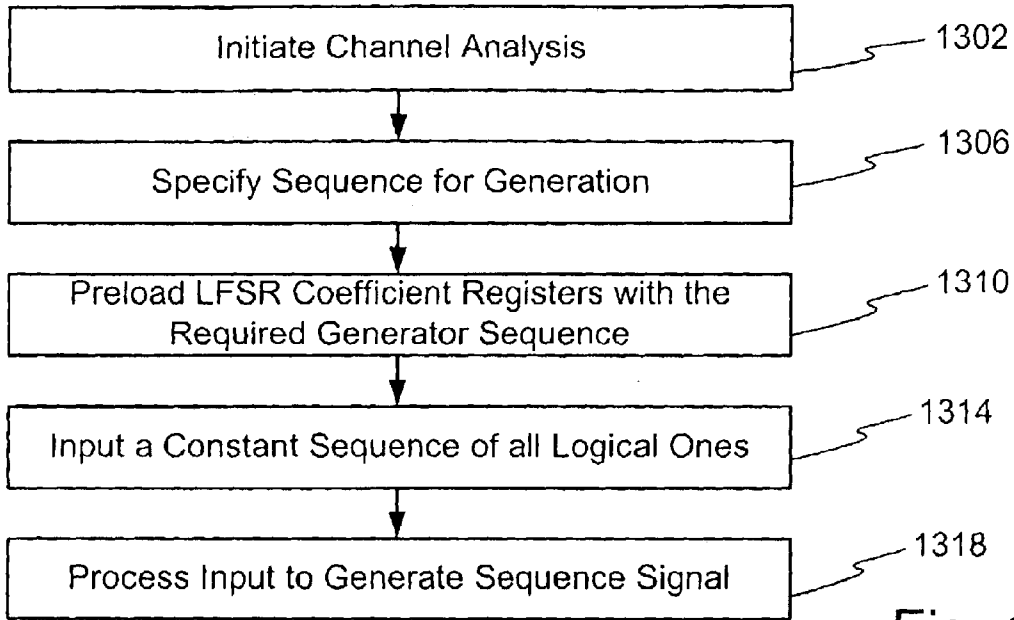 Initiate Channel Analysis
1302
Specify Sequence for Generation
1306
Preload LFSR Coefficient Registers with the
Required Generator Sequence
1310
Input a Constant Sequence of all Logical Ones
1314
Process Input to Generate Sequence Signal
1318